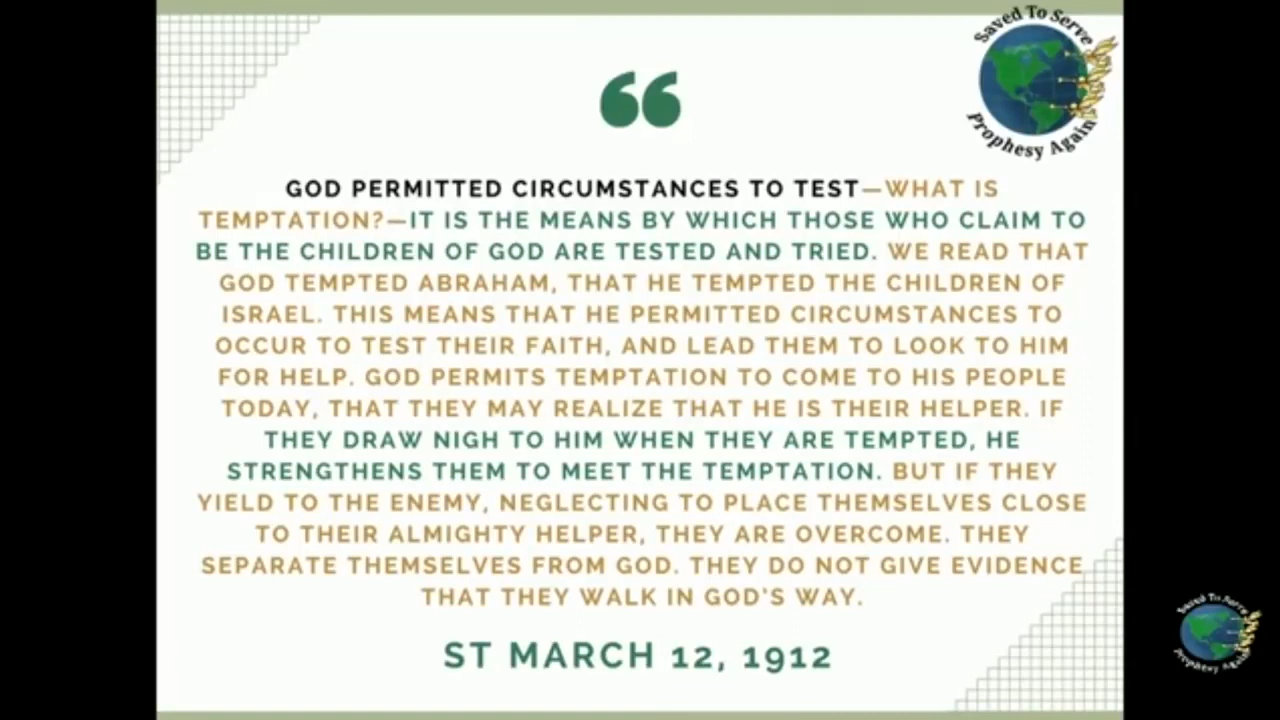 Saved To Serve
Prophesy Again
GOD PERMITTED CIRCUMSTANCES TO TEST—WHAT IS
TEMPTATION?—IT IS THE MEANS BY WHICH THOSE WHO CLAIM TO
BE THE CHILDREN OF GOD ARE TESTED AND TRIED. WE READ THAT
GOD TEMPTED ABRAHAM, THAT HE TEMPTED THE CHILDREN OF
ISRAEL. THIS MEANS THAT HE PERMITTED CIRCUMSTANCES TO
OCCUR TO TEST THEIR FAITH, AND LEAD THEM TO LOOK TO HIM
FOR HELP. GOD PERMITS TEMPTATION TO COME TO HIS PEOPLE
TODAY, THAT THEY MAY REALIZE THAT HE IS THEIR HELPER. IF
THEY DRAW NIGH TO HIM WHEN THEY ARE TEMPTED, HE
STRENGTHENS THEM TO MEET THE TEMPTATION. BUT IF THEY
YIELD TO THE ENEMY, NEGLECTING TO PLACE THEMSELVES CLOSE
TO THEIR ALMIGHTY HELPER, THEY ARE OVERCOME. THEY
SEPARATE THEMSELVES FROM GOD. THEY DO NOT GIVE EVIDENCE
THAT THEY WALK IN GOD'S WAY.
ST MARCH 12, 1912
Saved To Serve
Prophesy Again